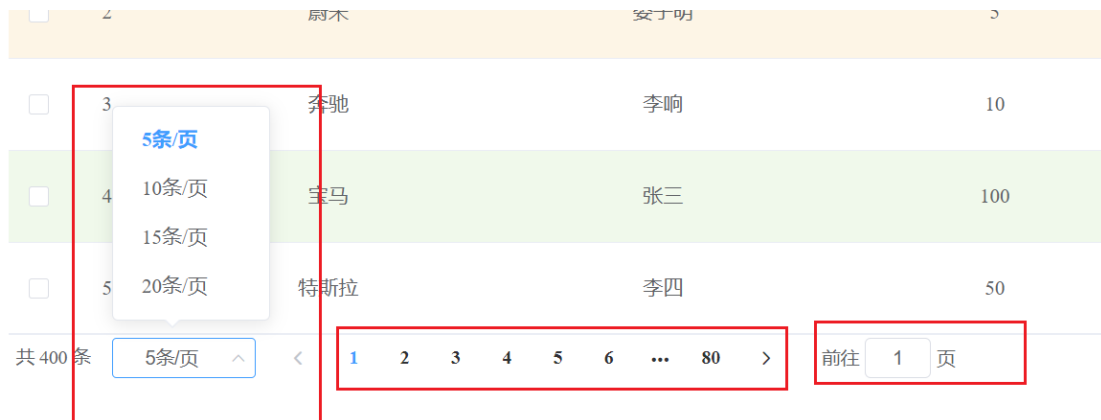 2 蔚来
3 奔驰 李响 10
5条/页
10条/页
4 宝马 张三 100
15条/页
20条/页
5 特斯拉 李四 50
共 400 条 5条/页 < 1 2 3 4 5 6 ••• 80 > 前往 1 页